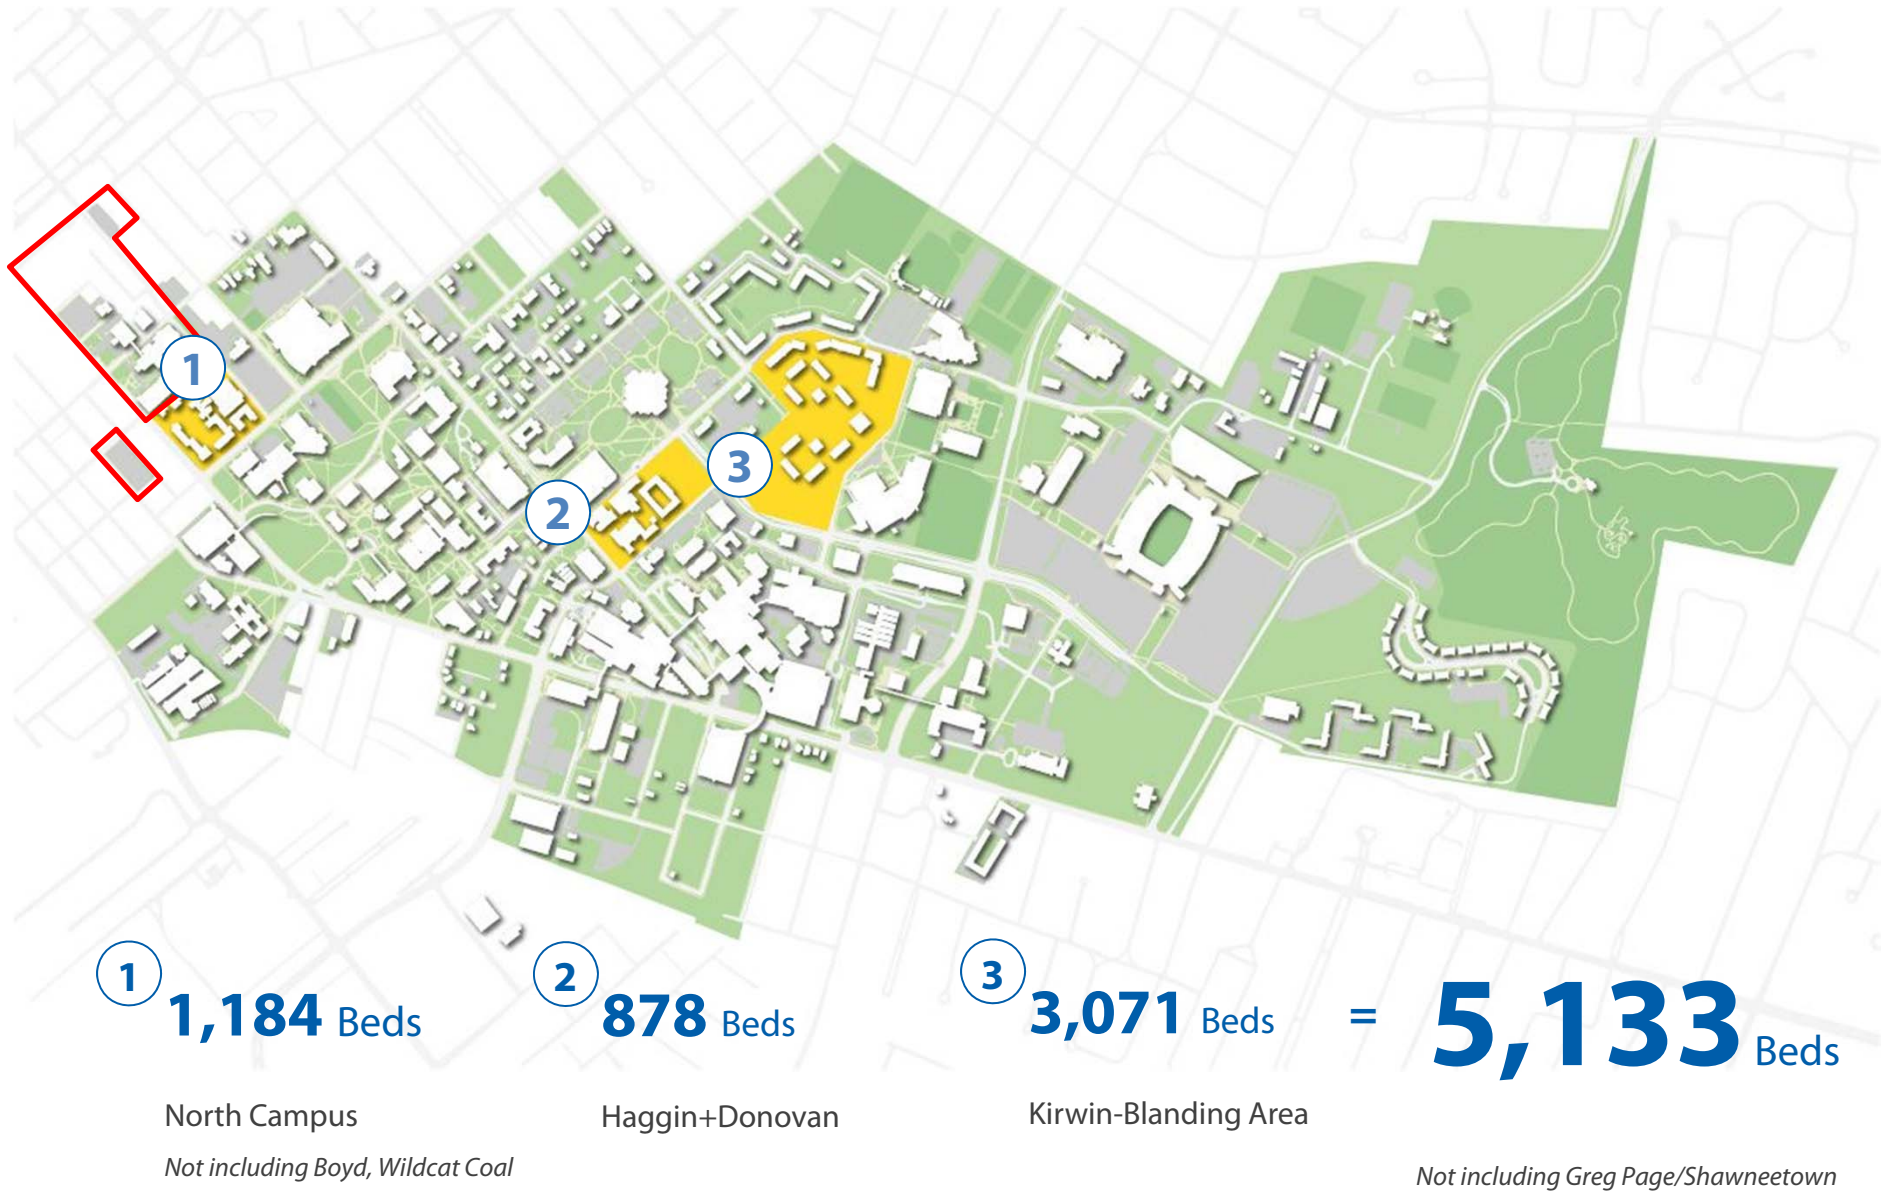 1
2
3
1
1,184 Beds
North Campus
Not including Boyd, Wildcat Coal
2
878 Beds
Haggin+Donovan
3
3,071 Beds
Kirwin-Blanding Area
=
5,133 Beds
Not including Greg Page/Shawneetown